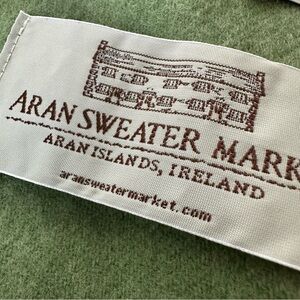 ARAN SWEATER MARK
ARAN ISLANDS, IRELAND
aransweatermarket.com